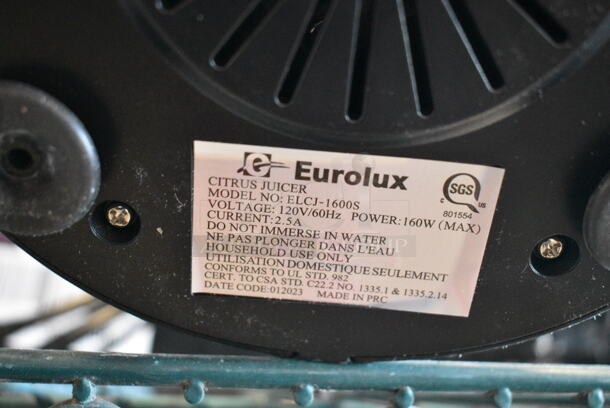 e Eurolux
CITRUS JUICER
MODEL NO: ELCJ-1600S
VOLTAGE: 120V/60Hz POWER: 160W (MAX)
CURRENT: 2.5A
DO NOT IMMERSE IN WATER
NE PAS PLONGER DANS L'EAU
HOUSEHOLD USE ONLY
UTILISATION DOMESTIQUE SEULEMENT
CONFORMS TO UL STD. 982
CERT. TO CSA STD. C22.2 NO. 1335.1 & 1335.2.14
DATE CODE: 012023 MADE IN PRC
C SGS US
801554